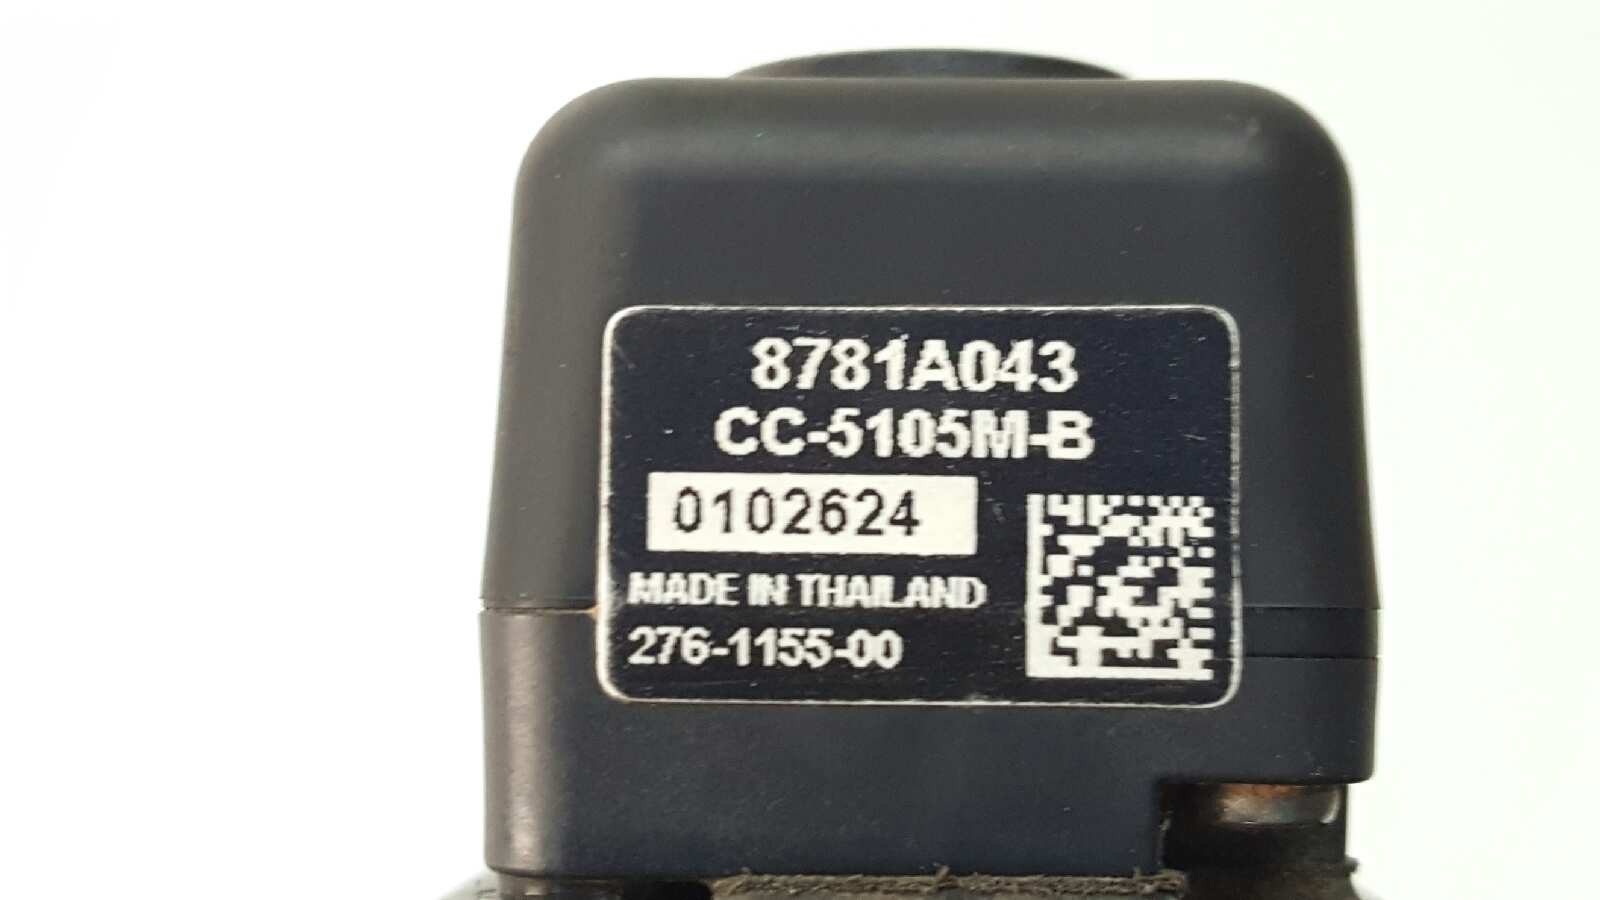 8781A043
CC-5105M-B
0102624
MADE IN THAILAND
276-1155-00